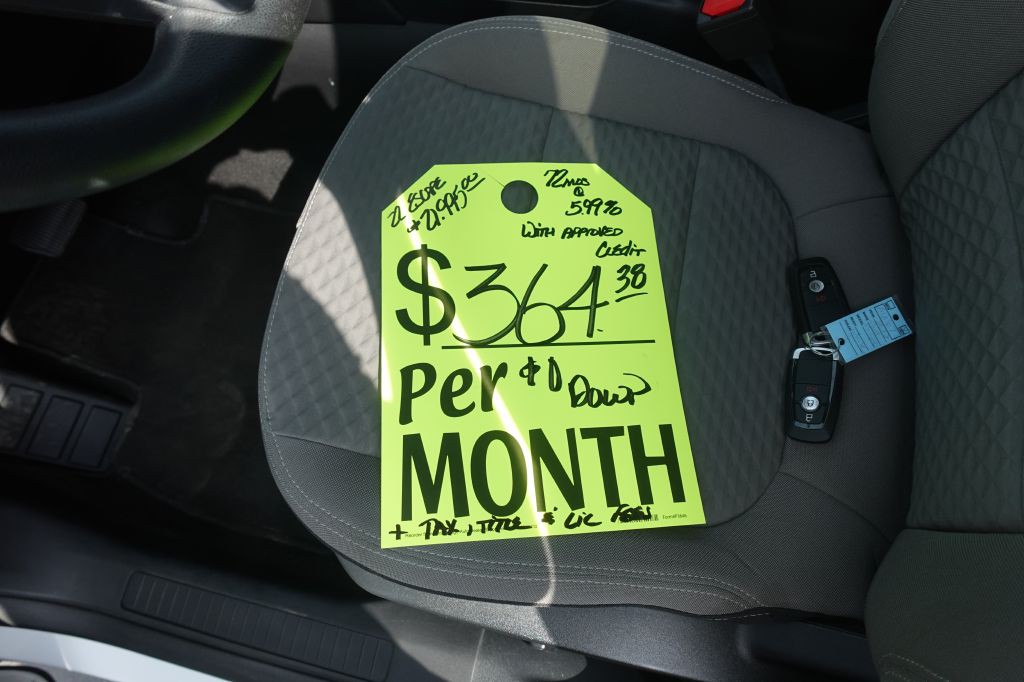 22 ESCAPE
$ 21,995.00
72 MOS
@
5.99%
WITH APPROVED
CREDIT
$364.38
Per $0 DOWN
MONTH
+ TAX, TITLE & LIC FEES